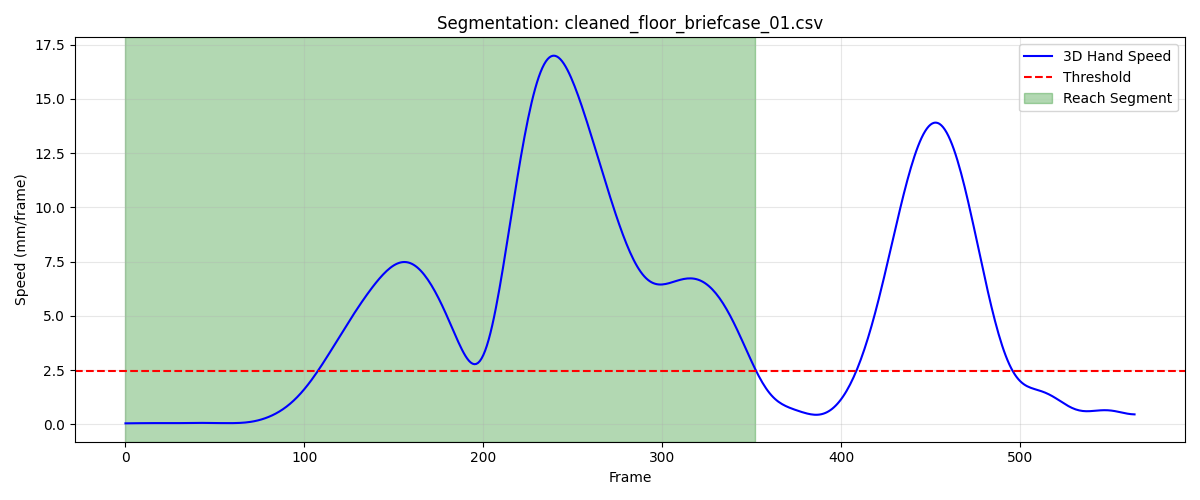 Segmentation: cleaned_floor_briefcase_01.csv
17.5
15.0
12.5
10.0
7.5
5.0
2.5
0.0
Speed (mm/frame)
3D Hand Speed
Threshold
Reach Segment
0 100 200 300 400 500
Frame